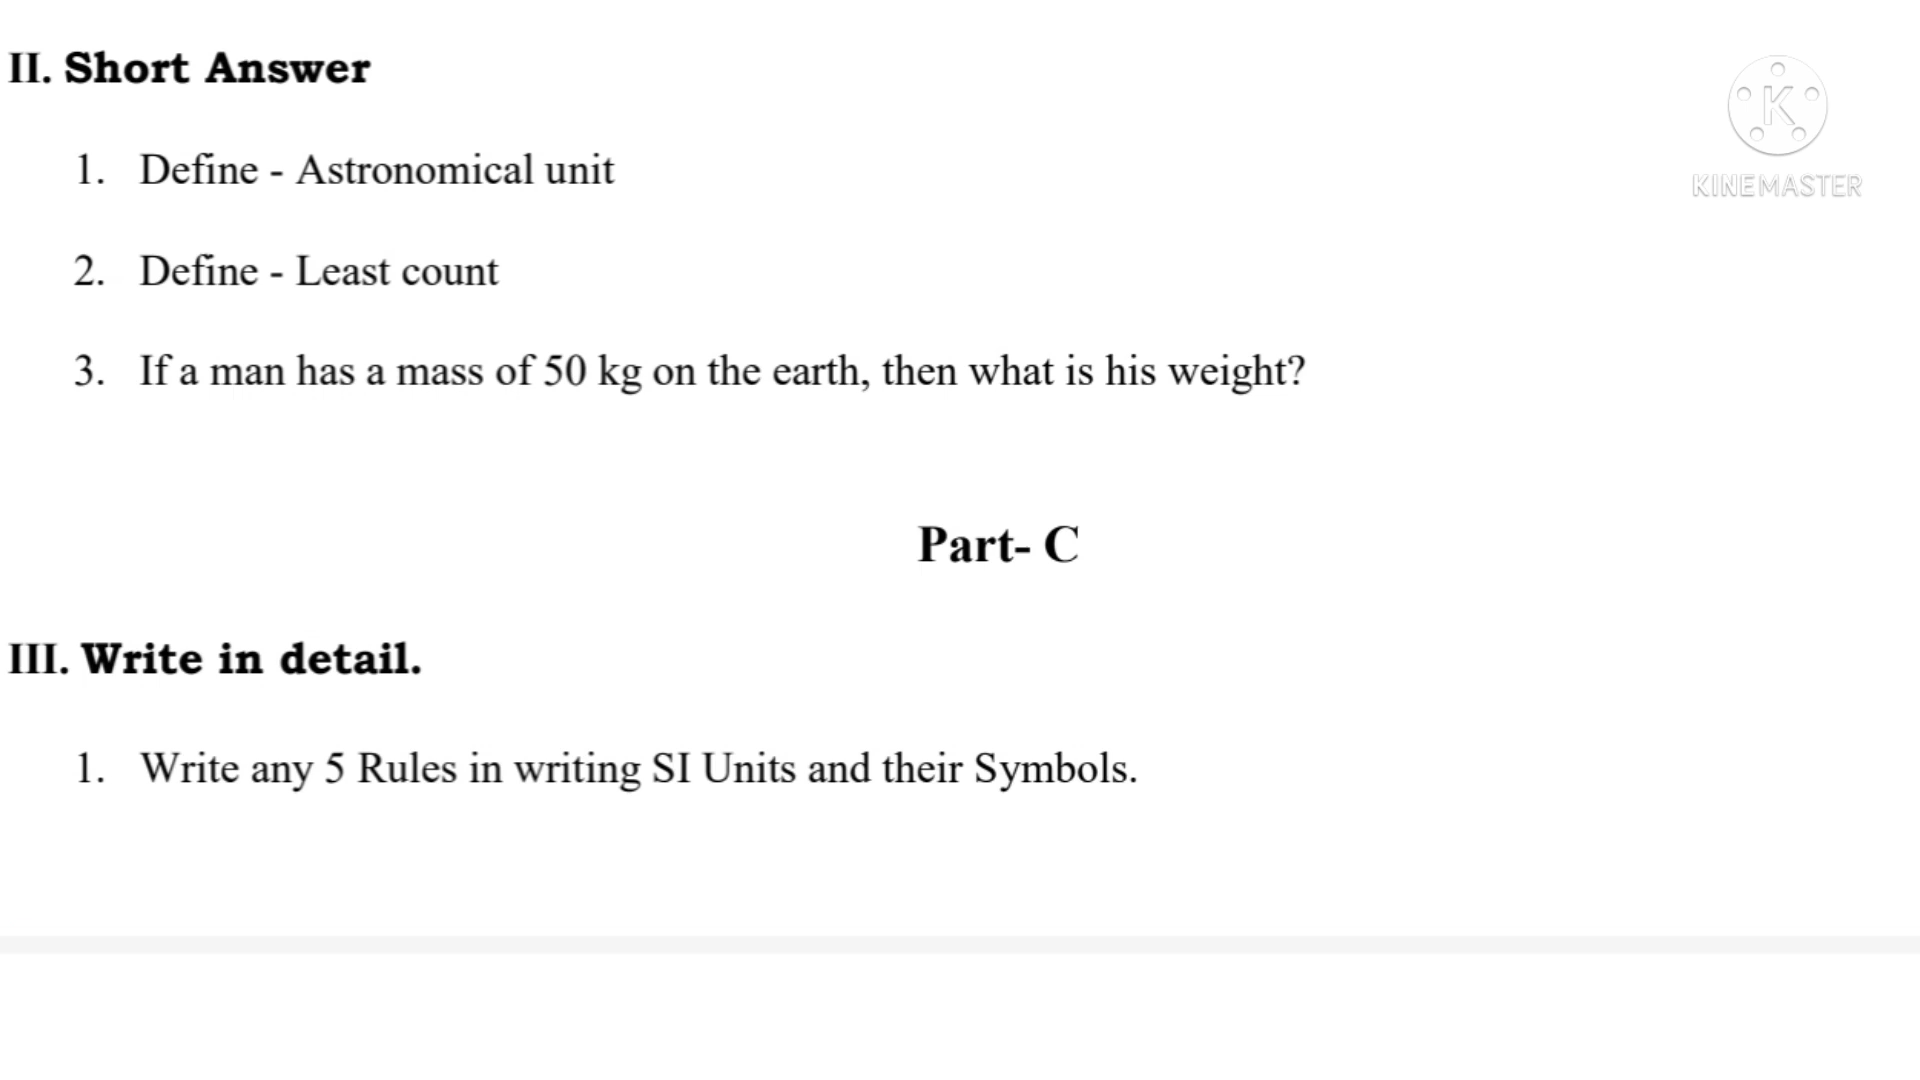 II. Short Answer
KINEMASTER
1. Define - Astronomical unit
2. Define - Least count
3. If a man has a mass of 50 kg on the earth, then what is his weight?
Part- C
III. Write in detail.
1. Write any 5 Rules in writing SI Units and their Symbols.